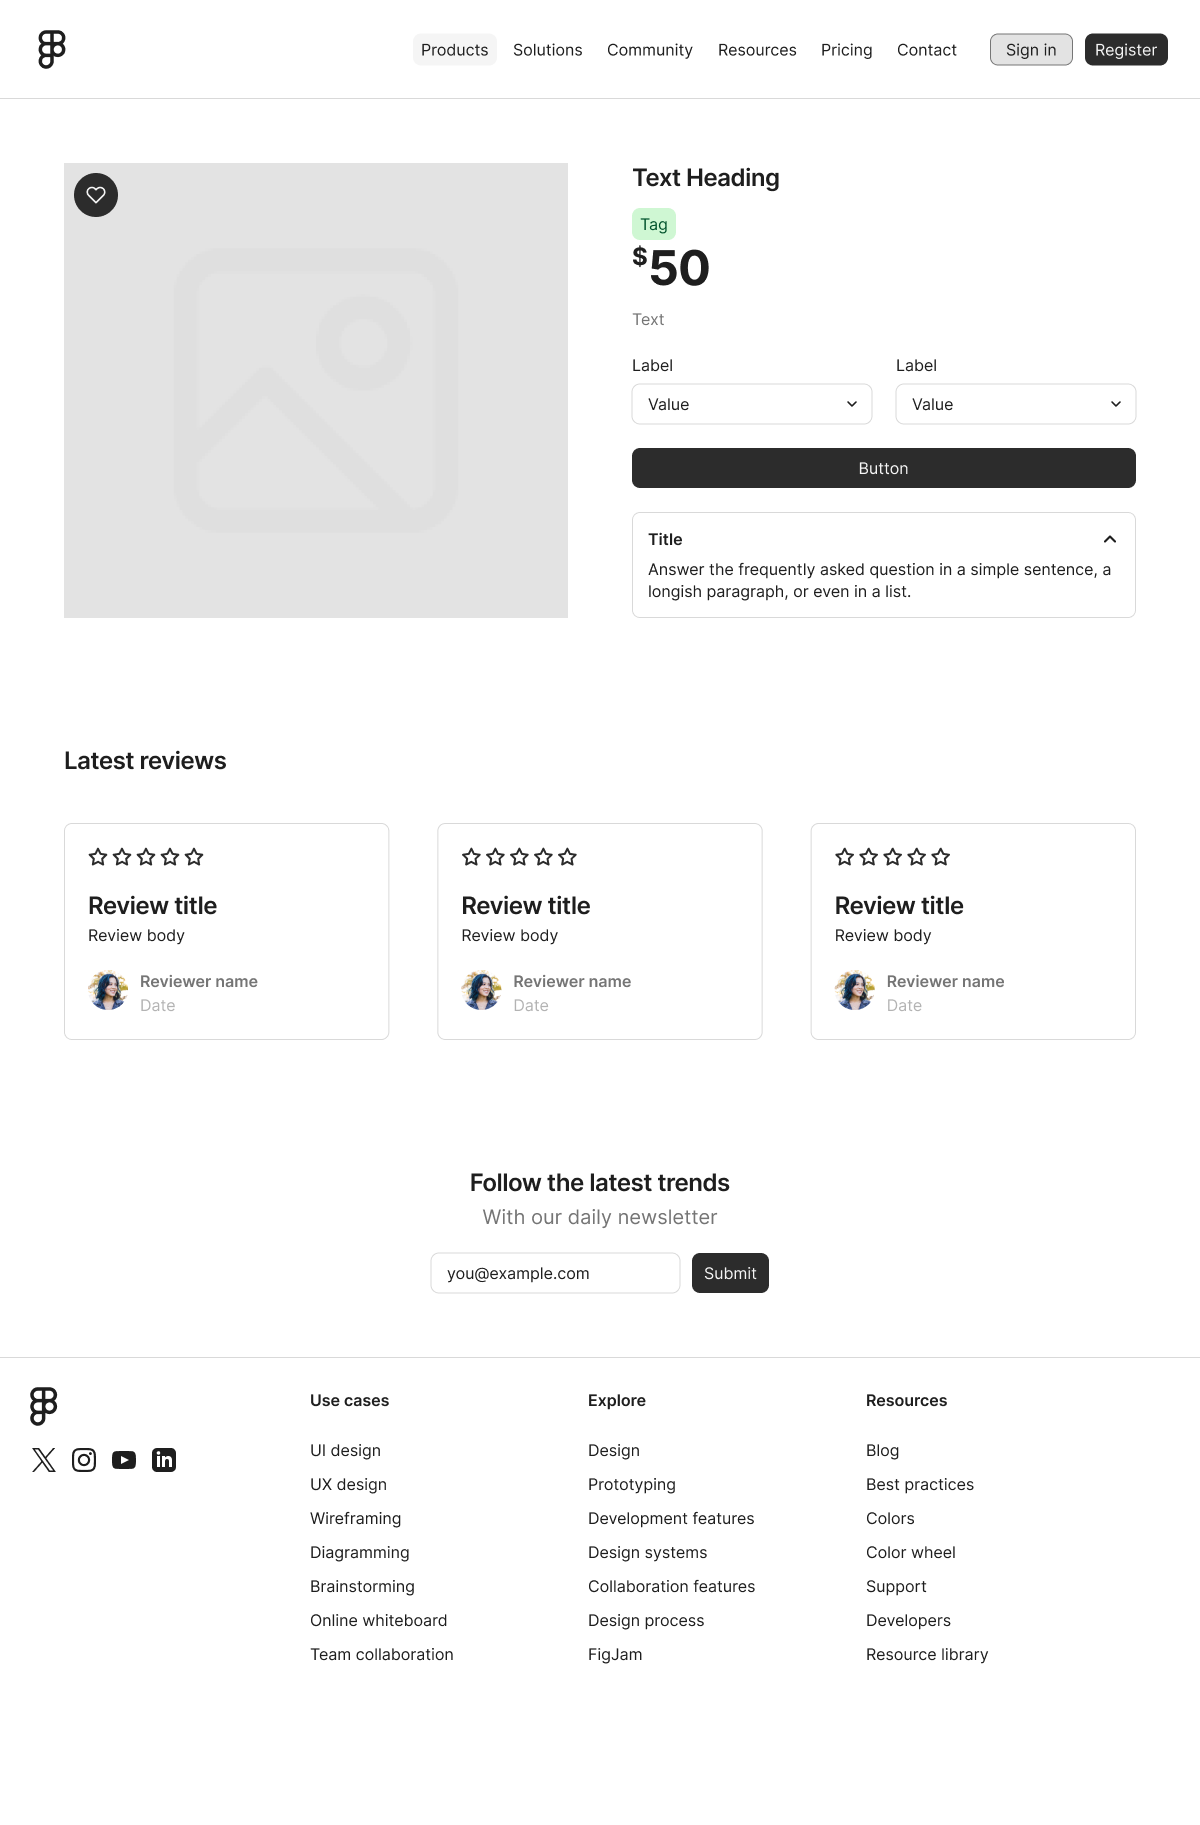 Products Solutions Community Resources Pricing Contact Sign in Register
Text Heading
Tag
$50
Text
Label Label
Value Value
Button
Title
Answer the frequently asked question in a simple sentence, a
longish paragraph, or even in a list.
Latest reviews
Review title
Review body
Reviewer name
Date
Review title
Review body
Reviewer name
Date
Review title
Review body
Reviewer name
Date
Follow the latest trends
With our daily newsletter
you@example.com Submit
Use cases
UI design
UX design
Wireframing
Diagramming
Brainstorming
Online whiteboard
Team collaboration
Explore
Design
Prototyping
Development features
Design systems
Collaboration features
Design process
FigJam
Resources
Blog
Best practices
Colors
Color wheel
Support
Developers
Resource library